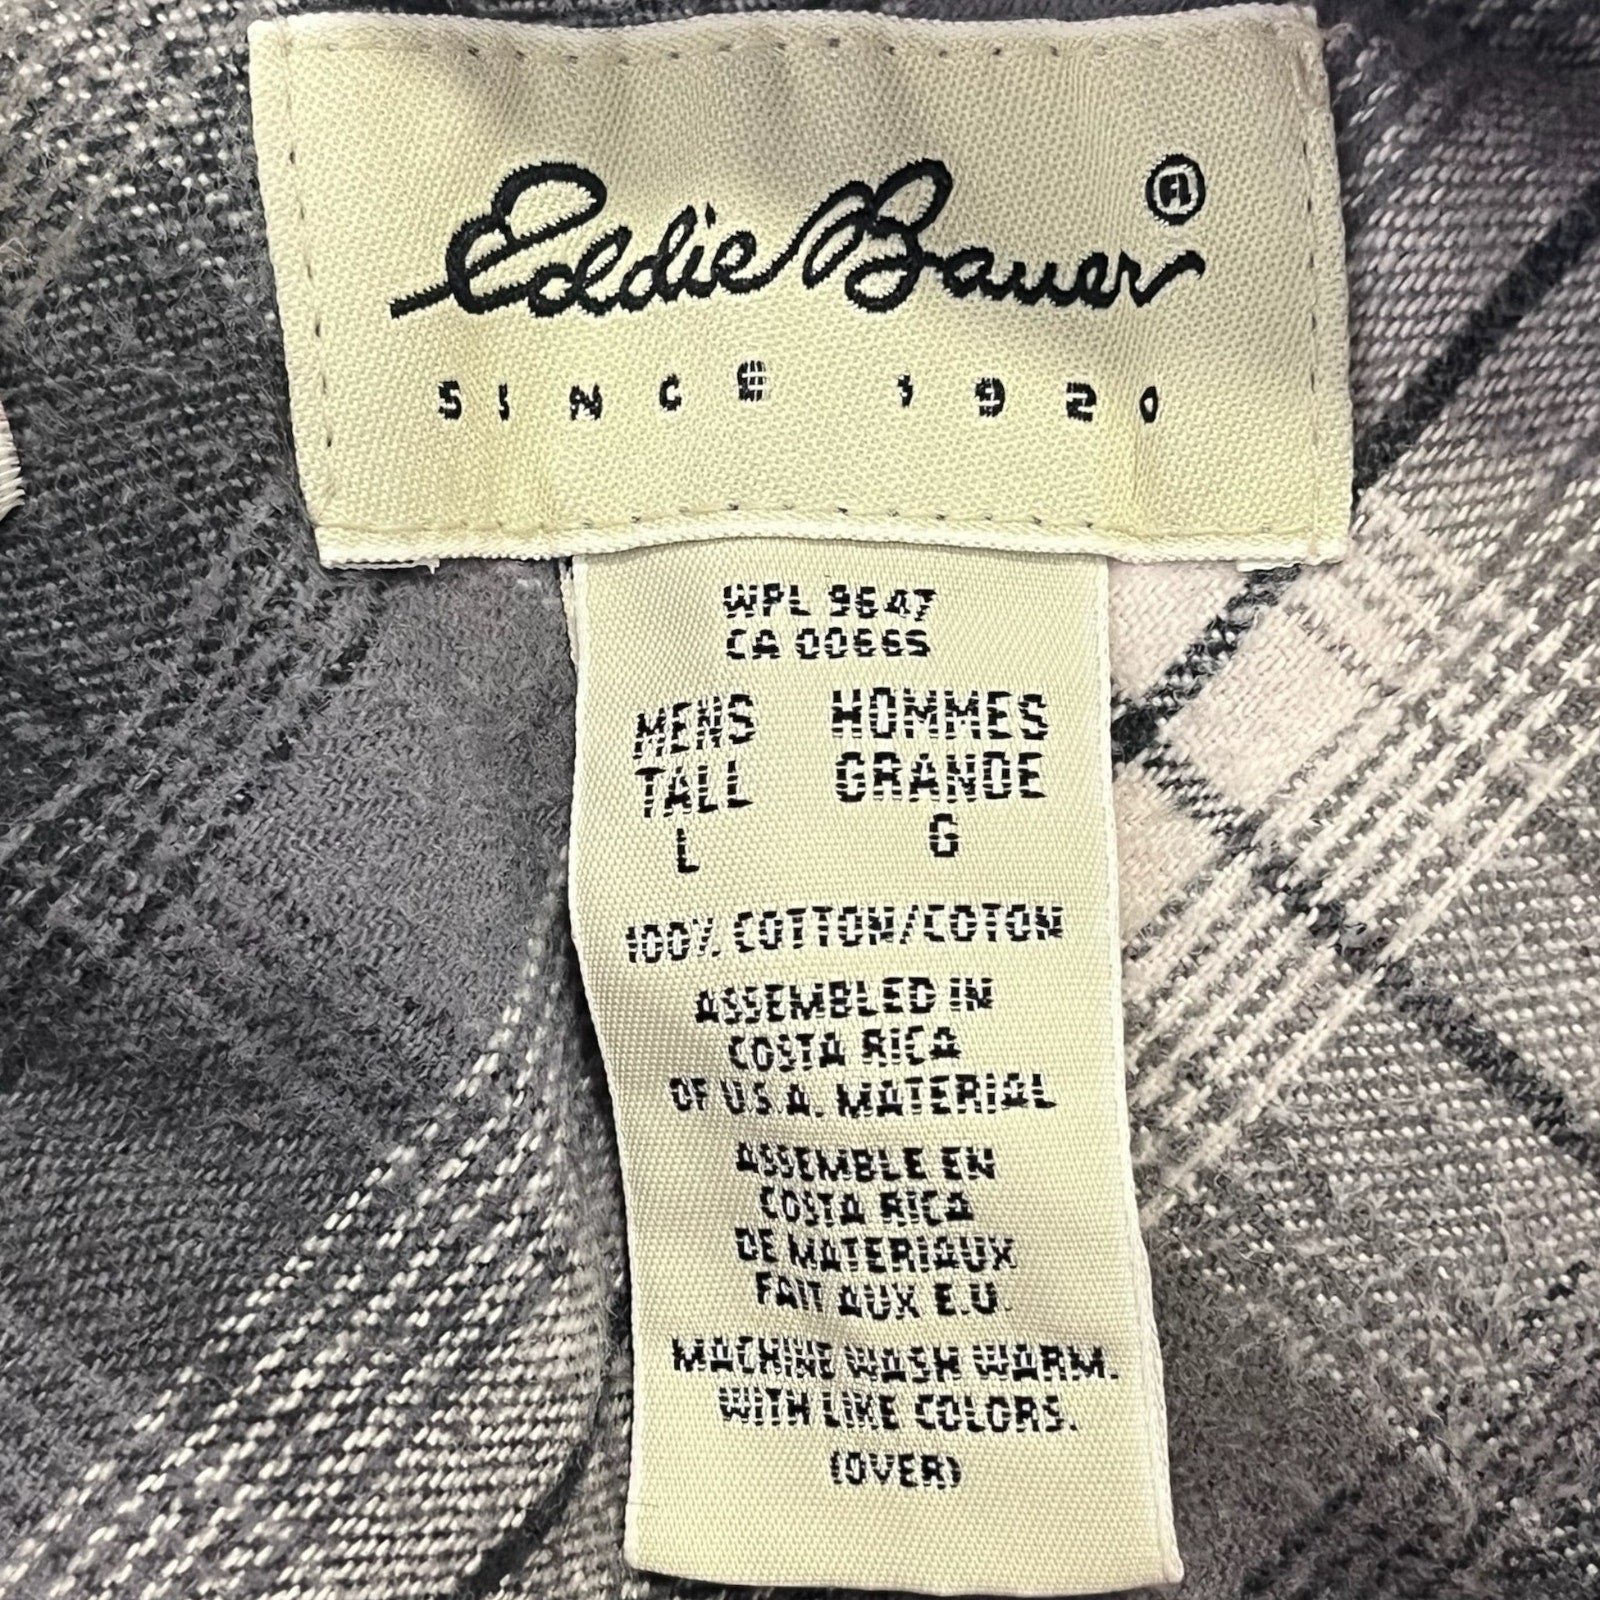 Eddie Bauer ®
SINCE 1920
WPL 9647
CA 00665
MENS HOMMES
TALL GRANDE
L G
100% COTTON/COTON
ASSEMBLED IN
COSTA RICA
OF U.S.A. MATERIAL
ASSEMBLE EN
COSTA RICA
DE MATERIAUX
FAIT AUX E.U.
MACHINE WASH WARM.
WITH LIKE COLORS.
(OVER)